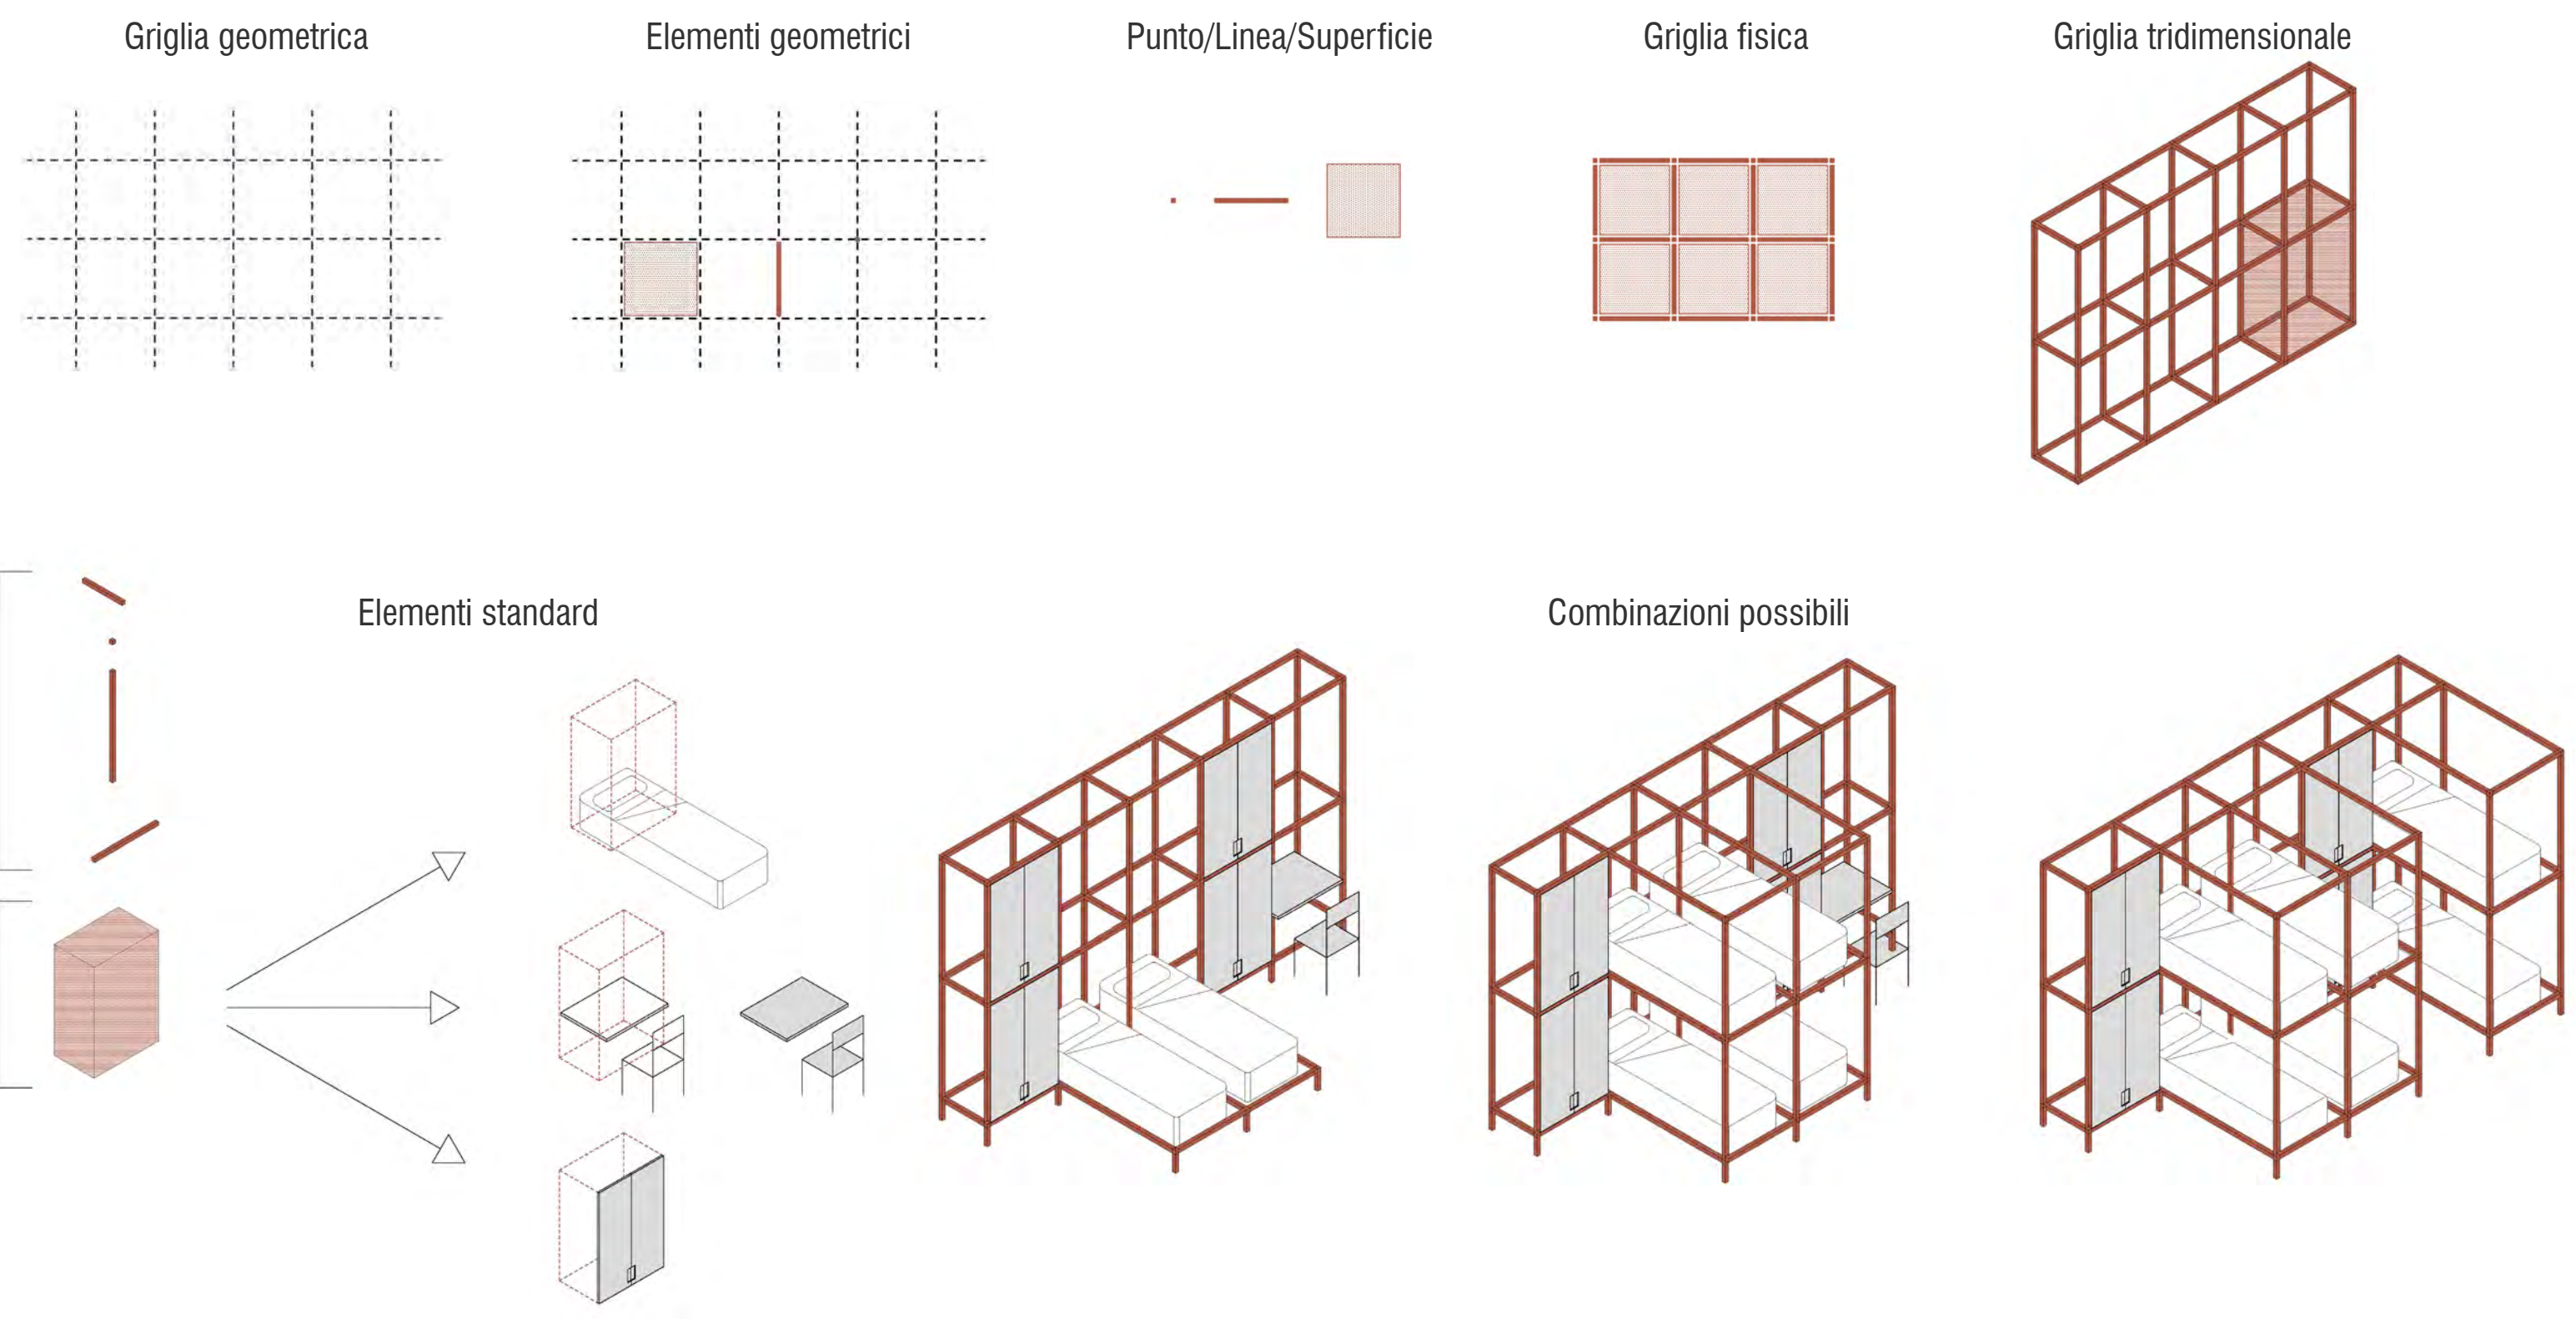 Griglia geometrica
Elementi geometrici
Punto/Linea/Superficie
Griglia fisica
Griglia tridimensionale
Elementi standard
Combinazioni possibili